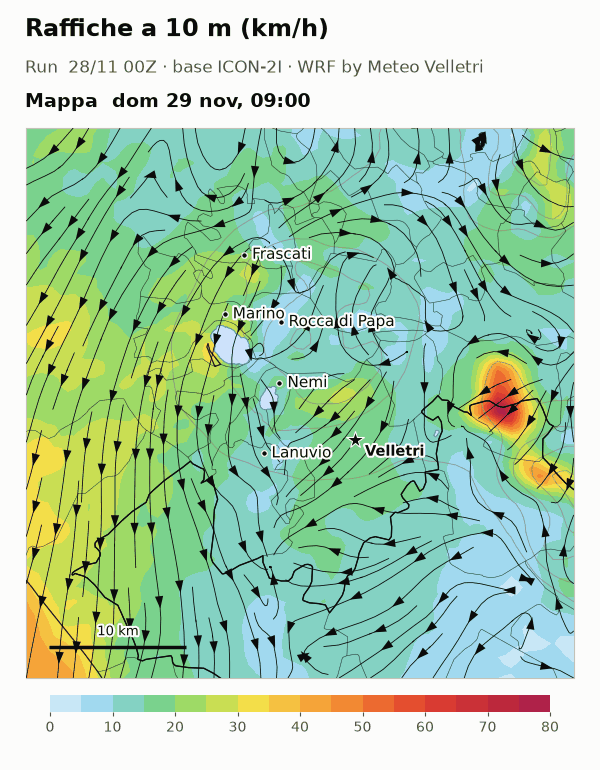 Raffiche a 10 m (km/h)
Run  28/11 00Z · base ICON-2I · WRF by Meteo Velletri
Mappa  dom 29 nov, 09:00
Frascati
Marino
Rocca di Papa
Nemi
Velletri
Lanuvio
10 km
0 10 20 30 40 50 60 70 80